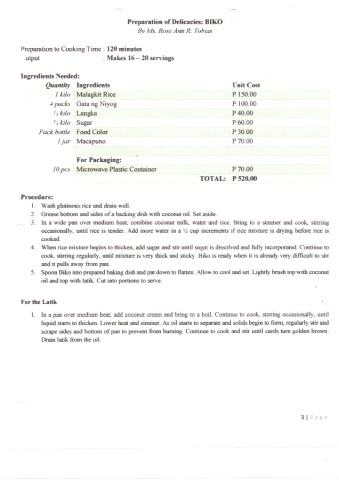 Preparation of Delicacies: BIKO
By Ms. Rose Ann R. Tobias
Preparation to Cooking Time : 120 minutes
utput : Makes 16 – 20 servings
Ingredients Needed:
Quantity Ingredients Unit Cost
1 kilo Malagkit Rice P 150.00
4 packs Gata ng Niyog P 100.00
kilo Langka P 40.00
kilo Sugar P 60.00
Pack bottle Food Color P 30.00
1 jar Macapuno P 70.00
For Packaging:
10 pcs Microwave Plastic Container P 70.00
TOTAL: P 520.00
Procedure:
1. Wash glutinous rice and drain well.
2. Grease bottom and sides of a backing dish with coconut oil. Set aside.
3. In a wide pan over medium heat, combine coconut milk, water and rice. Bring to a simmer and cook, stirring
occasionally, until rice is tender. Add more water in a ½ cup increments if rice mixture is drying before rice is
cooked.
4. When rice mixture begins to thicken, add sugar and stir until sugar is dissolved and fully incorporated. Continue to
cook, stirring regularly, until mixture is very thick and sticky. Biko is ready when it is already very difficult to stir
and it pulls away from pan.
5. Spoon Biko into prepared baking dish and pat down to flatten. Allow to cool and set. Lightly brush top with coconut
oil and top with latik. Cut into portions to serve.
For the Latik
1. In a pan over medium heat, add coconut cream and bring to a boil. Continue to cook, stirring occasionally, until
liquid starts to thicken. Lower heat and simmer. As oil starts to separate and solids begin to form, regularly stir and
scrape sides and bottom of pan to prevent from burning. Continue to cook and stir until curds turn golden brown.
Drain latik from the oil.
3 | Page